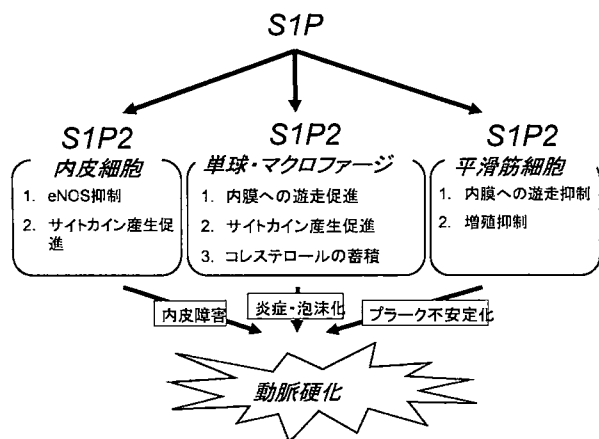 S1P
S1P2
内皮細胞
1. eNOS抑制
2. サイトカイン産生促
進
S1P2
単球・マクロファージ
1. 内膜への遊走促進
2. サイトカイン産生促進
3. コレステロールの蓄積
S1P2
平滑筋細胞
1. 内膜への遊走抑制
2. 増殖抑制
内皮障害
炎症・泡沫化
プラーク不安定化
動脈硬化